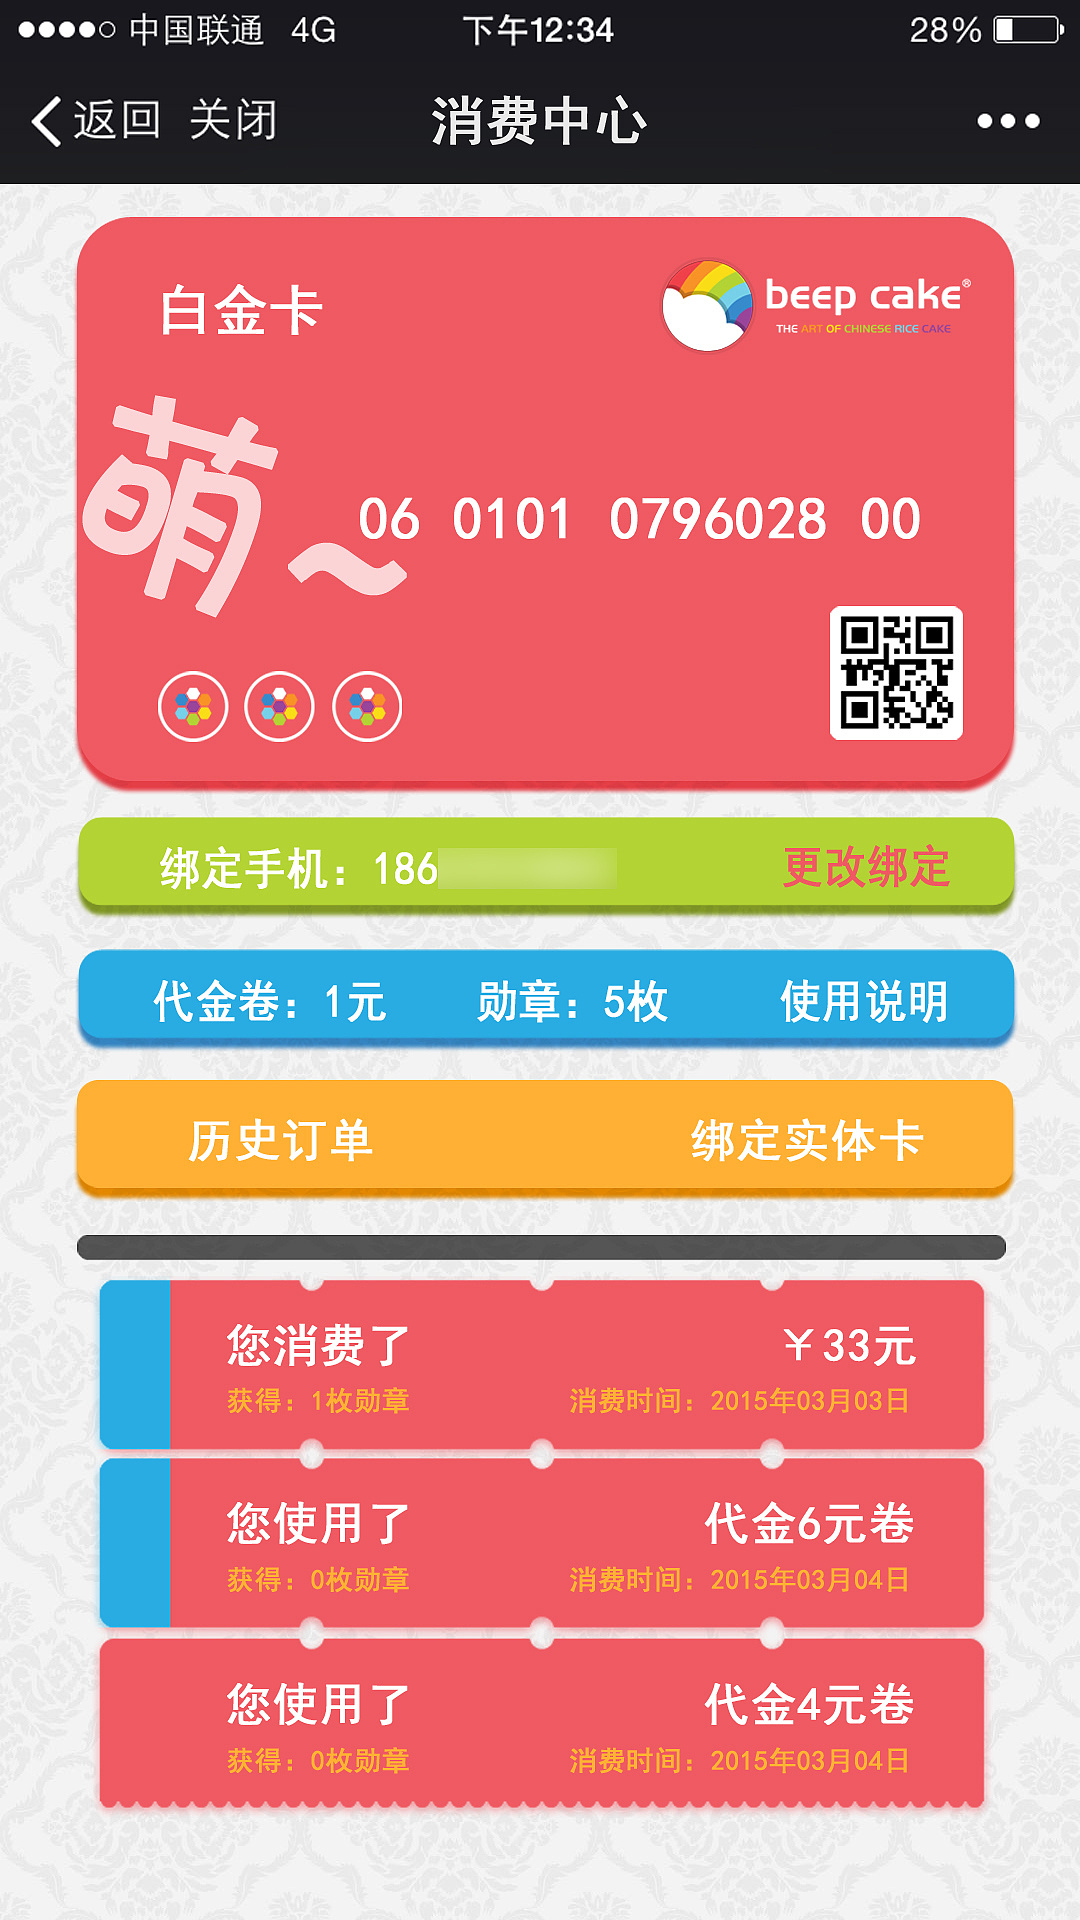 中国联通 4G 下午12:34 28%
返回 关闭 消费中心
白金卡
beep cake®
THE ART OF CHINESE RICE CAKE
萌~
06 0101 0796028 00
绑定手机：186 更改绑定
代金卷：1元 勋章：5枚 使用说明
历史订单 绑定实体卡
您消费了 ￥33元
获得：1枚勋章 消费时间：2015年03月03日
您使用了 代金6元卷
获得：0枚勋章 消费时间：2015年03月04日
您使用了 代金4元卷
获得：0枚勋章 消费时间：2015年03月04日